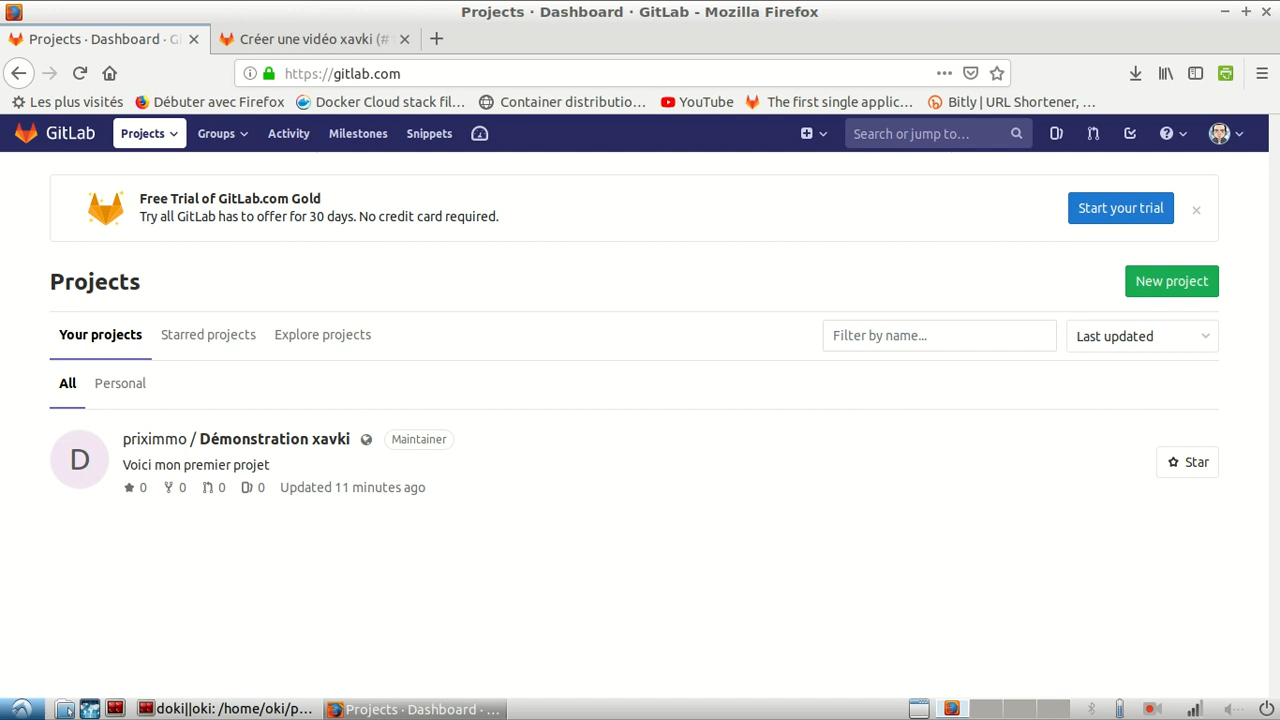 Projects · Dashboard · GitLab - Mozilla Firefox
Projects · Dashboard · G
Créer une vidéo xavki (#
https://gitlab.com
Les plus visités
Débuter avec Firefox
Docker Cloud stack fil...
Container distributio...
YouTube
The first single applic...
Bitly | URL Shortener, ...
GitLab
Projects
Groups
Activity
Milestones
Snippets
Search or jump to...
Free Trial of GitLab.com Gold
Try all GitLab has to offer for 30 days. No credit card required.
Start your trial
Projects
New project
Your projects
Starred projects
Explore projects
Filter by name...
Last updated
All
Personal
D
priximmo / Démonstration xavki
Maintainer
Voici mon premier projet
0 0 0 0 Updated 11 minutes ago
Star
doki||oki: /home/oki/p...
Projects · Dashboard · ...